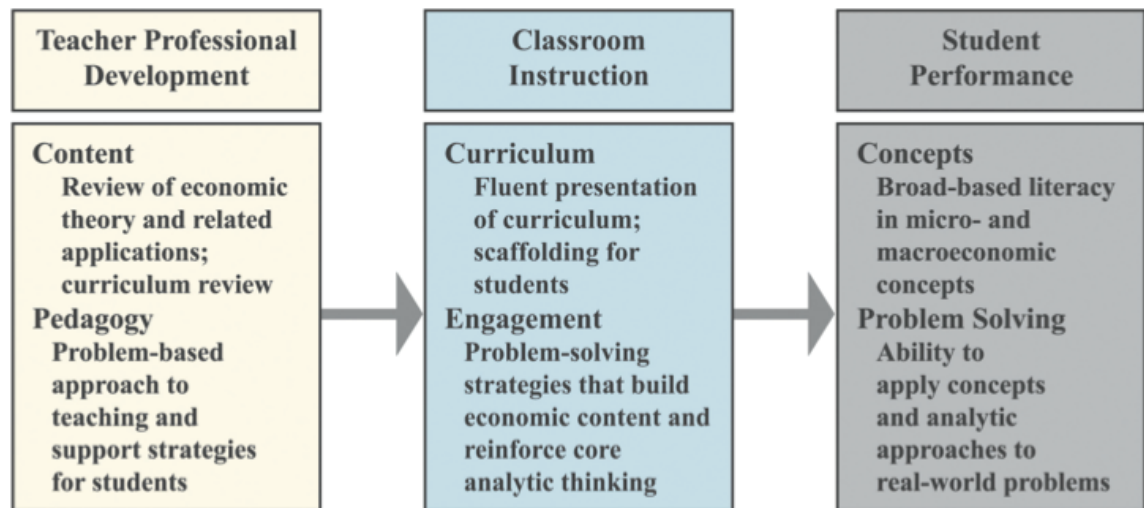 Teacher Professional
Development
Content
Review of economic
theory and related
applications;
curriculum review
Pedagogy
Problem-based
approach to
teaching and
support strategies
for students
Classroom
Instruction
Curriculum
Fluent presentation
of curriculum;
scaffolding for
students
Engagement
Problem-solving
strategies that build
economic content and
reinforce core
analytic thinking
Student
Performance
Concepts
Broad-based literacy
in micro- and
macroeconomic
concepts
Problem Solving
Ability to
apply concepts
and analytic
approaches to
real-world problems